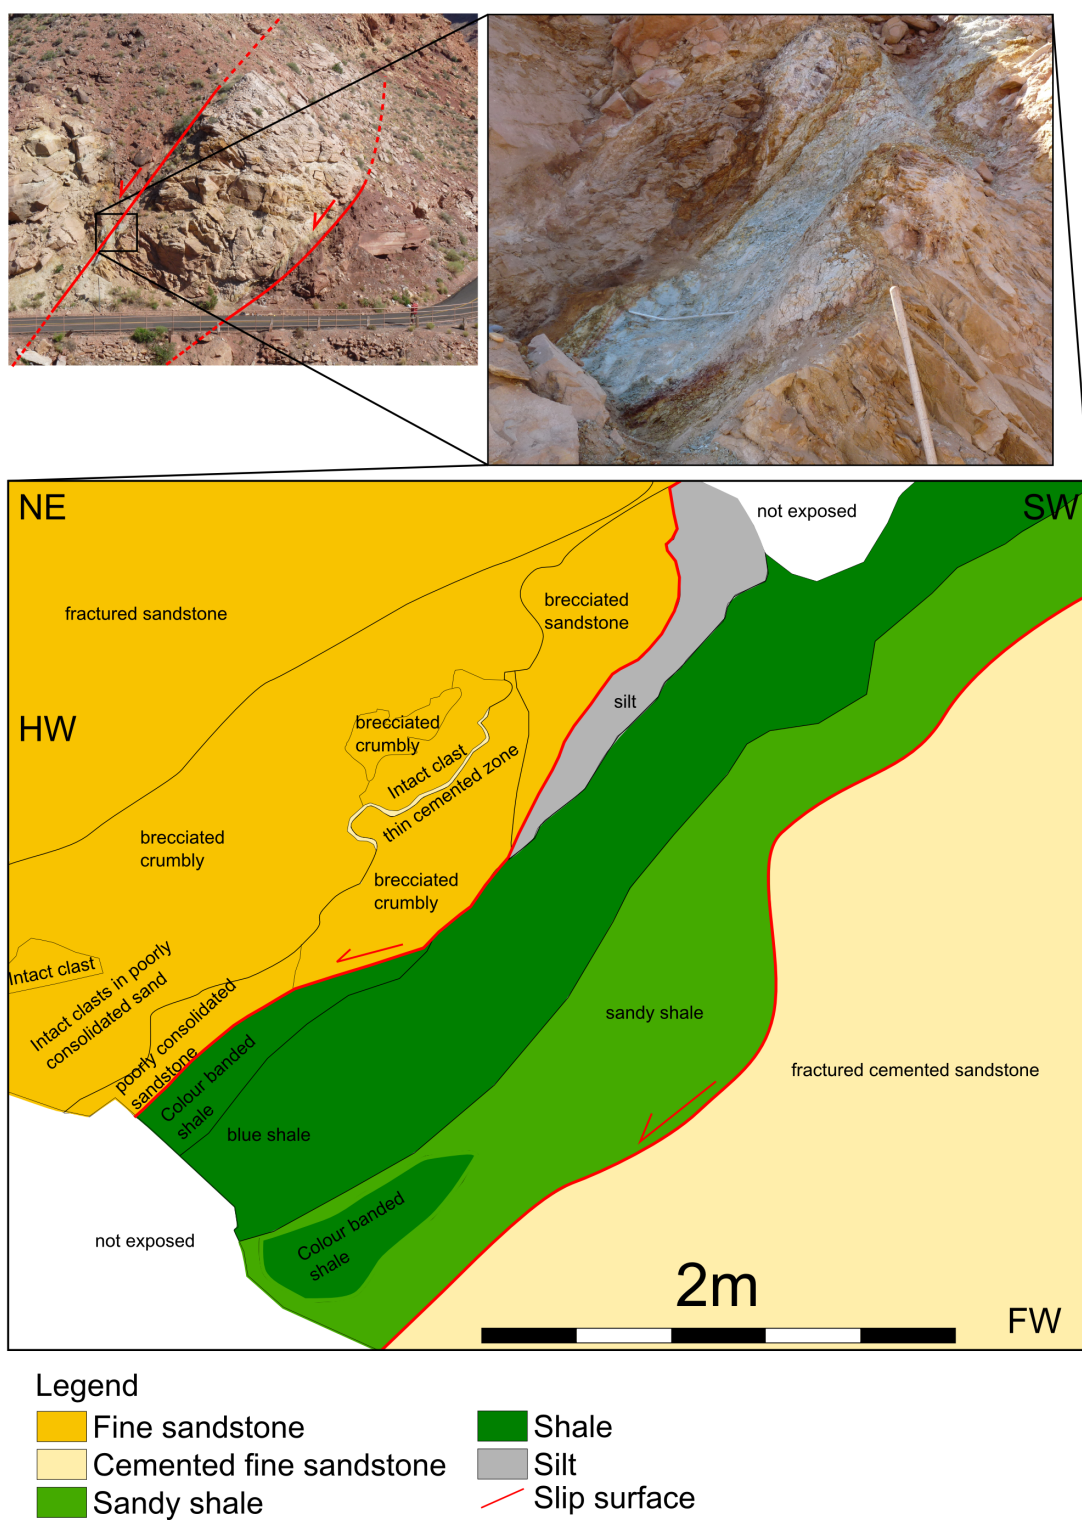 NE
SW
not exposed
fractured sandstone
brecciated
sandstone
HW
silt
brecciated
crumbly
Intact clast
thin cemented zone
brecciated
crumbly
brecciated
crumbly
Intact clast
Intact clasts in poorly
consolidated sand
poorly consolidated
sandstone
sandy shale
Colour banded
shale
fractured cemented sandstone
blue shale
Colour banded
shale
not exposed
2m
FW
Legend
Fine sandstone
Cemented fine sandstone
Sandy shale
Shale
Silt
Slip surface